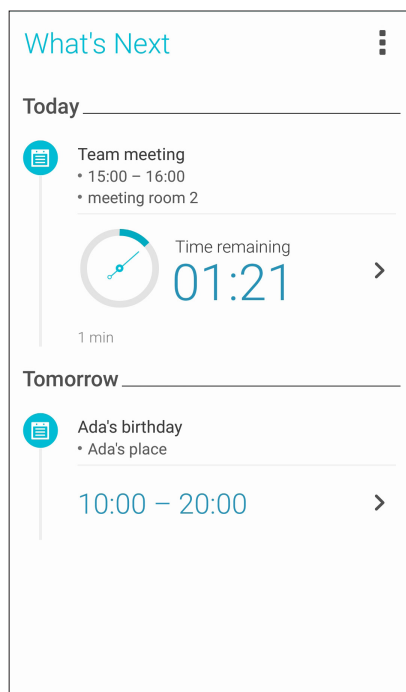 What's Next
Today
Team meeting
• 15:00 – 16:00
• meeting room 2
Time remaining
01:21
1 min
Tomorrow
Ada's birthday
• Ada's place
10:00 – 20:00